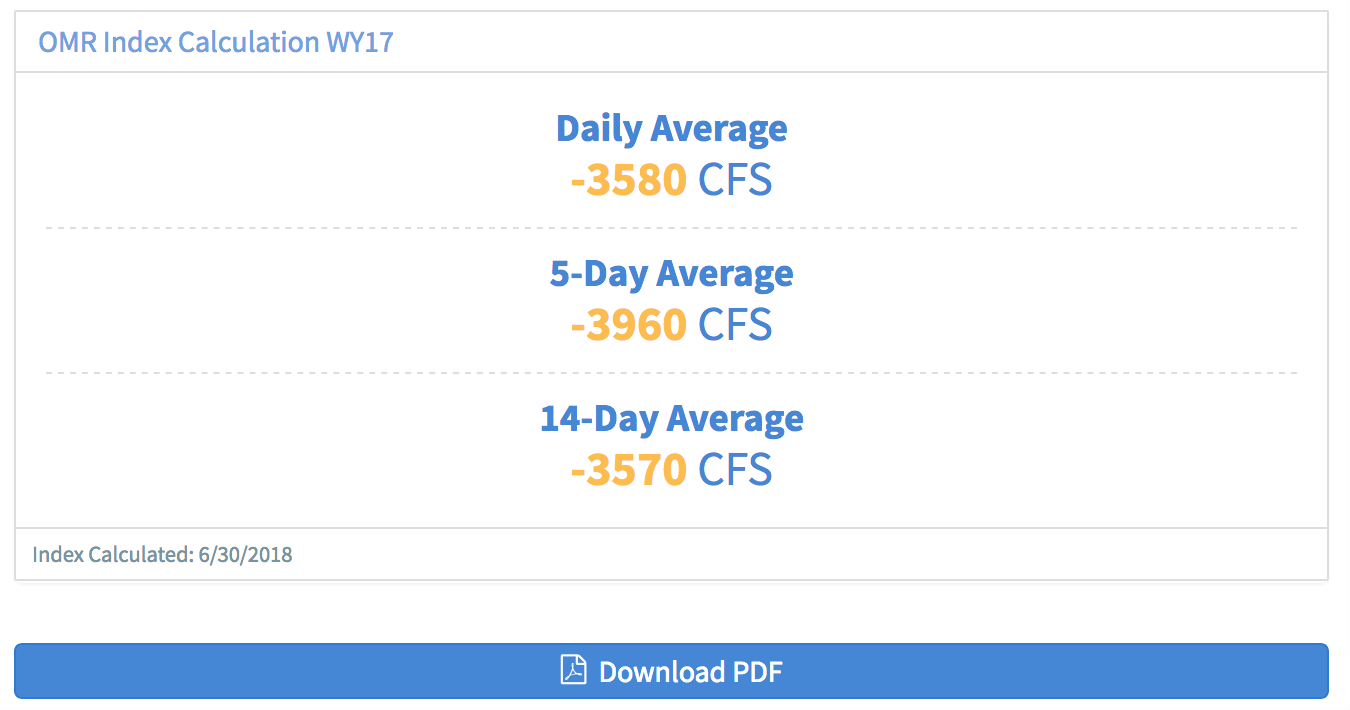 OMR Index Calculation WY17
Daily Average
-3580 CFS
5-Day Average
-3960 CFS
14-Day Average
-3570 CFS
Index Calculated: 6/30/2018
Download PDF